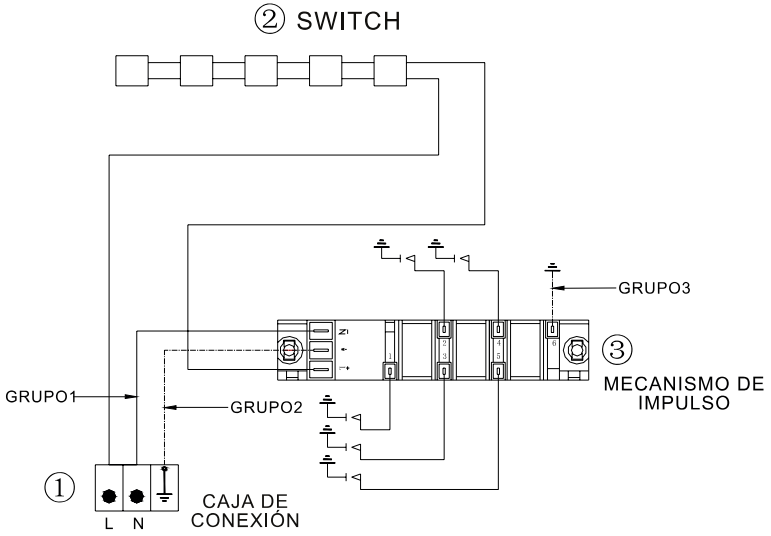 ② SWITCH
GRUPO3
N
2
4
6
③
1
3
5
L
MECANISMO DE
IMPULSO
GRUPO1
GRUPO2
①
CAJA DE
CONEXIÓN
L N